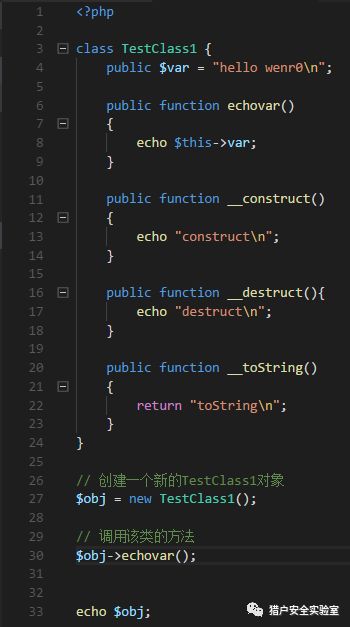 1 <?php
2
3 class TestClass1 {
4     public $var = "hello wenr0\n";
5
6     public function echovar()
7     {
8         echo $this->var;
9     }
10
11     public function __construct()
12     {
13         echo "construct\n";
14     }
15
16     public function __destruct(){
17         echo "destruct\n";
18     }
19
20     public function __toString()
21     {
22         return "toString\n";
23     }
24 }
25
26 // 创建一个新的TestClass1对象
27 $obj = new TestClass1();
28
29 // 调用该类的方法
30 $obj->echovar();
31
32
33 echo $obj;
猎户安全实验室